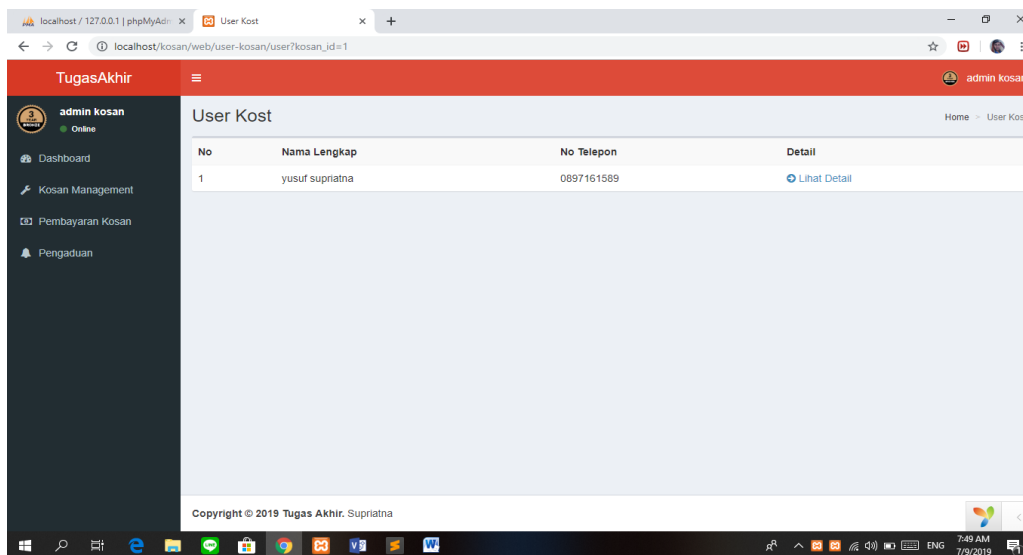 localhost / 127.0.0.1 | phpMyAdm
User Kost
localhost/kosan/web/user-kosan/user?kosan_id=1
TugasAkhir
admin kosan
admin kosan
Online
User Kost
Home > User Kos
Dashboard
Kosan Management
Pembayaran Kosan
Pengaduan
No Nama Lengkap No Telepon Detail
1 yusuf supriatna 0897161589 Lihat Detail
Copyright © 2019 Tugas Akhir. Supriatna
ENG
7:49 AM
7/9/2019